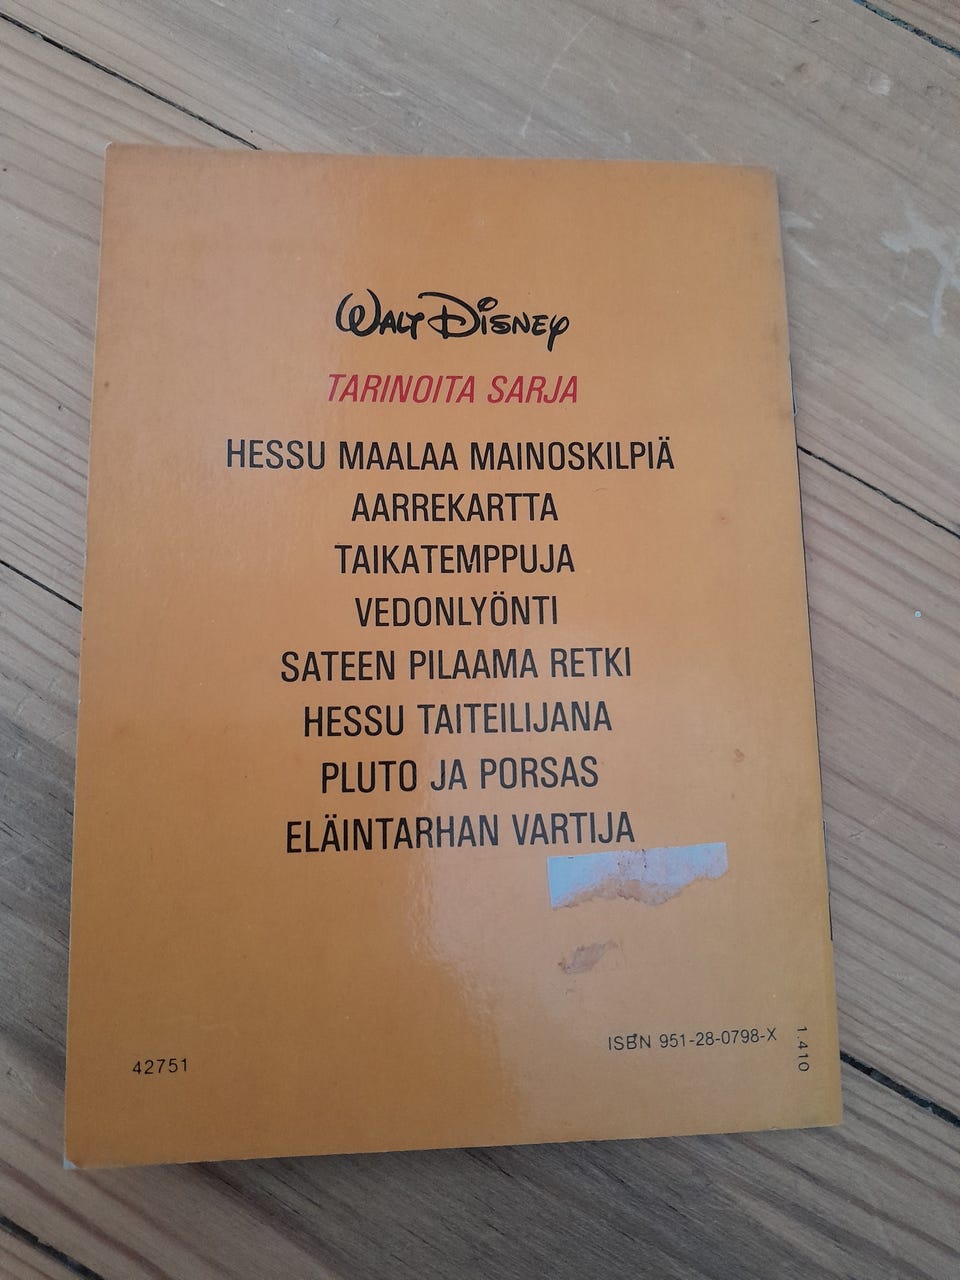 WALT DISNEY
TARINOITA SARJA
HESSU MAALAA MAINOSKILPIÄ
AARREKARTTA
TAIKATEMPPUJA
VEDONLYÖNTI
SATEEN PILAAMA RETKI
HESSU TAITEILIJANA
PLUTO JA PORSAS
ELÄINTARHAN VARTIJA
ISBN 951-28-0798-X
1.410
42751